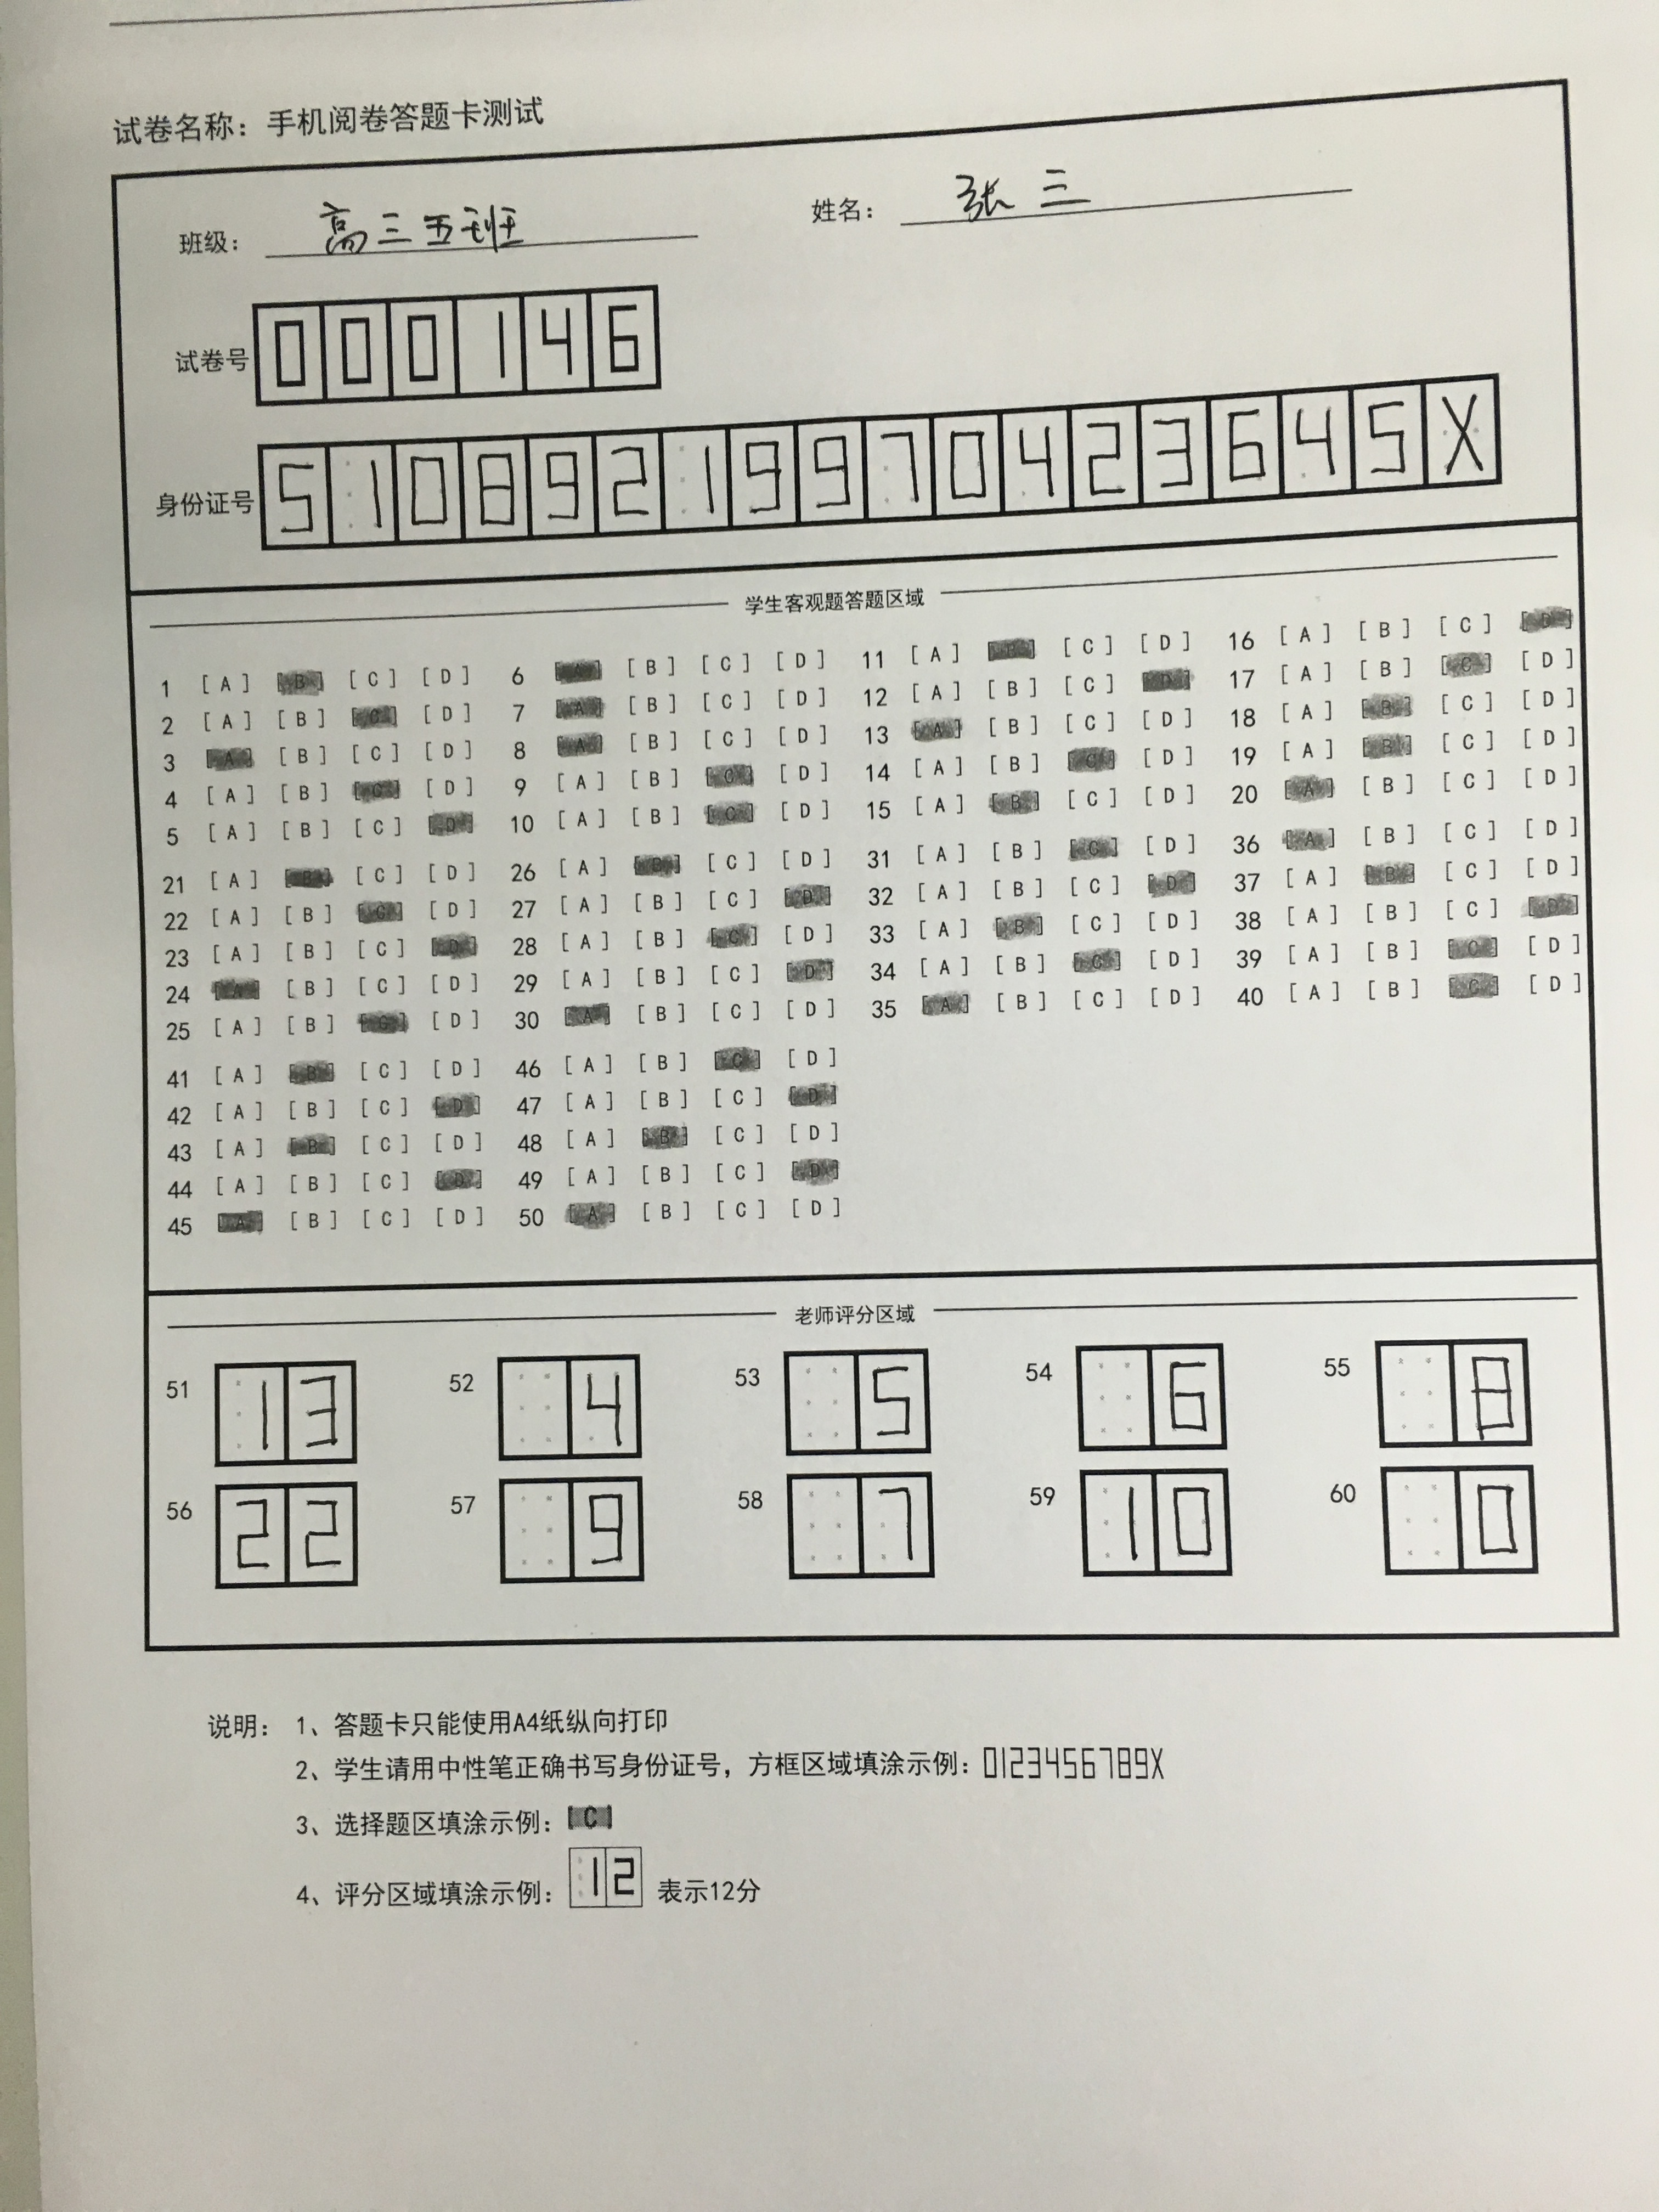 试卷名称：手机阅卷答题卡测试
班级：高三五班 姓名：张三
试卷号 000146
身份证号 51089219970423645X
学生客观题答题区域
1 [A] [B] [C] [D] 6 [A] [B] [C] [D] 11 [A] [B] [C] [D] 16 [A] [B] [C] [D]
2 [A] [B] [C] [D] 7 [A] [B] [C] [D] 12 [A] [B] [C] [D] 17 [A] [B] [C] [D]
3 [A] [B] [C] [D] 8 [A] [B] [C] [D] 13 [A] [B] [C] [D] 18 [A] [B] [C] [D]
4 [A] [B] [C] [D] 9 [A] [B] [C] [D] 14 [A] [B] [C] [D] 19 [A] [B] [C] [D]
5 [A] [B] [C] [D] 10 [A] [B] [C] [D] 15 [A] [B] [C] [D] 20 [A] [B] [C] [D]
21 [A] [B] [C] [D] 26 [A] [B] [C] [D] 31 [A] [B] [C] [D] 36 [A] [B] [C] [D]
22 [A] [B] [C] [D] 27 [A] [B] [C] [D] 32 [A] [B] [C] [D] 37 [A] [B] [C] [D]
23 [A] [B] [C] [D] 28 [A] [B] [C] [D] 33 [A] [B] [C] [D] 38 [A] [B] [C] [D]
24 [A] [B] [C] [D] 29 [A] [B] [C] [D] 34 [A] [B] [C] [D] 39 [A] [B] [C] [D]
25 [A] [B] [C] [D] 30 [A] [B] [C] [D] 35 [A] [B] [C] [D] 40 [A] [B] [C] [D]
41 [A] [B] [C] [D] 46 [A] [B] [C] [D]
42 [A] [B] [C] [D] 47 [A] [B] [C] [D]
43 [A] [B] [C] [D] 48 [A] [B] [C] [D]
44 [A] [B] [C] [D] 49 [A] [B] [C] [D]
45 [A] [B] [C] [D] 50 [A] [B] [C] [D]
老师评分区域
51 13 52 4 53 5 54 6 55 8
56 22 57 9 58 7 59 10 60 0
说明：1、答题卡只能使用A4纸纵向打印
2、学生请用中性笔正确书写身份证号，方框区域填涂示例：0123456789X
3、选择题区填涂示例：[C]
4、评分区域填涂示例：12 表示12分